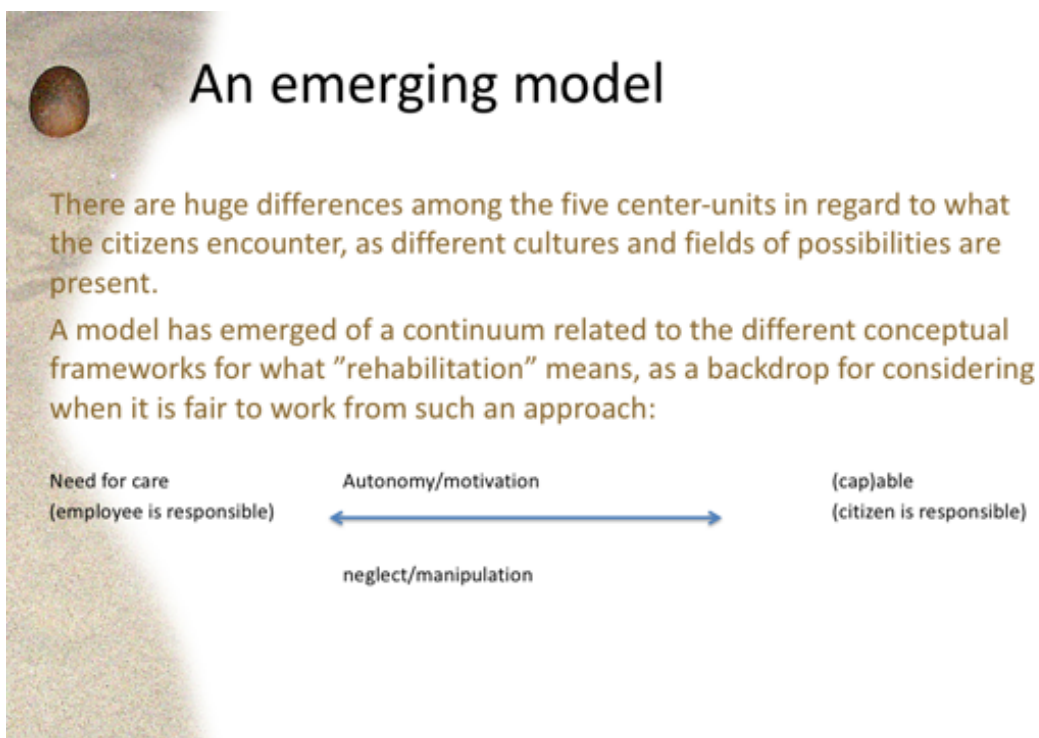 An emerging model
There are huge differences among the five center-units in regard to what
the citizens encounter, as different cultures and fields of possibilities are
present.
A model has emerged of a continuum related to the different conceptual
frameworks for what ”rehabilitation” means, as a backdrop for considering
when it is fair to work from such an approach:
Need for care Autonomy/motivation (cap)able
(employee is responsible) (citizen is responsible)
neglect/manipulation